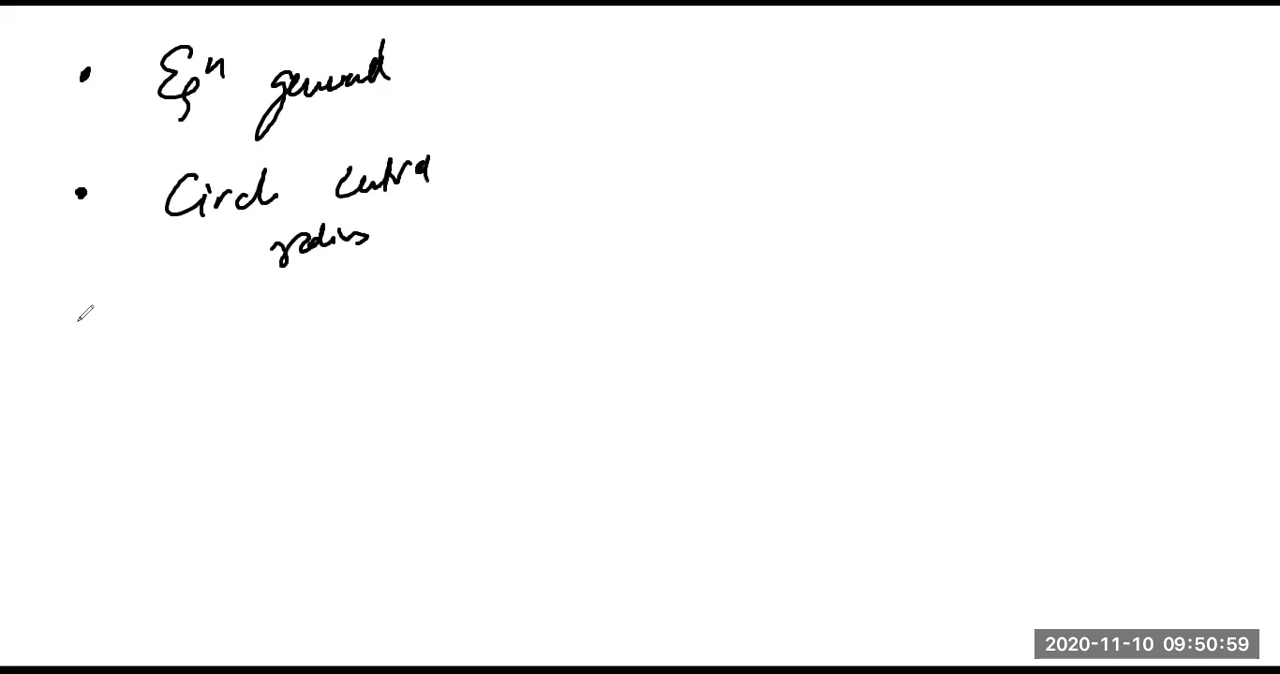 • Eqⁿ general
• Circle centre
radius
2020-11-10 09:50:59